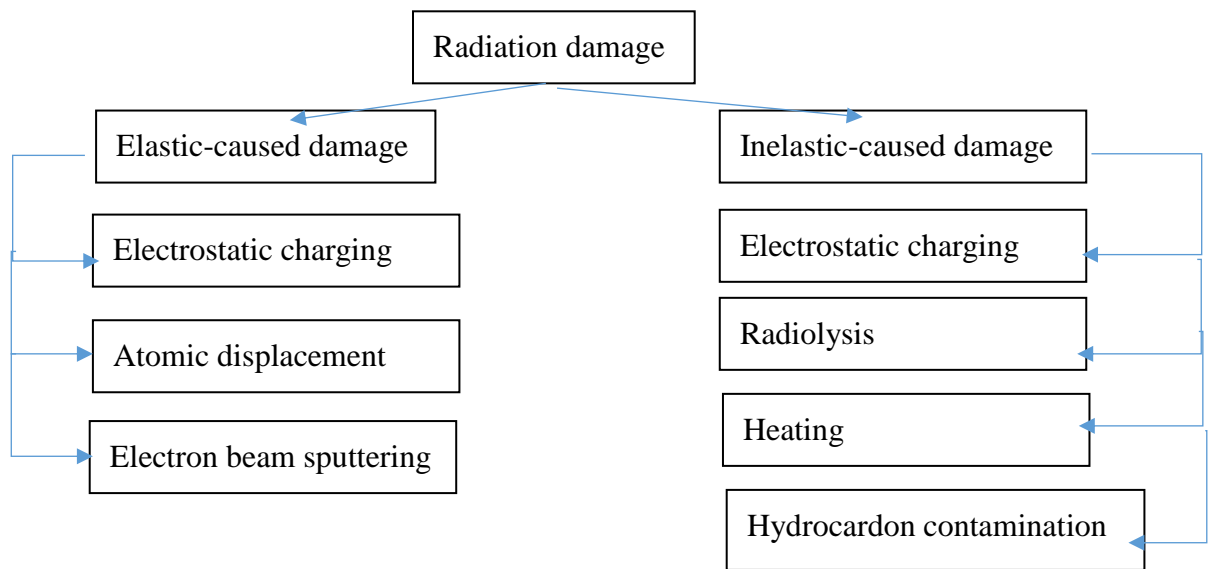 Radiation damage
Elastic-caused damage
Electrostatic charging
Atomic displacement
Electron beam sputtering
Inelastic-caused damage
Electrostatic charging
Radiolysis
Heating
Hydrocardon contamination